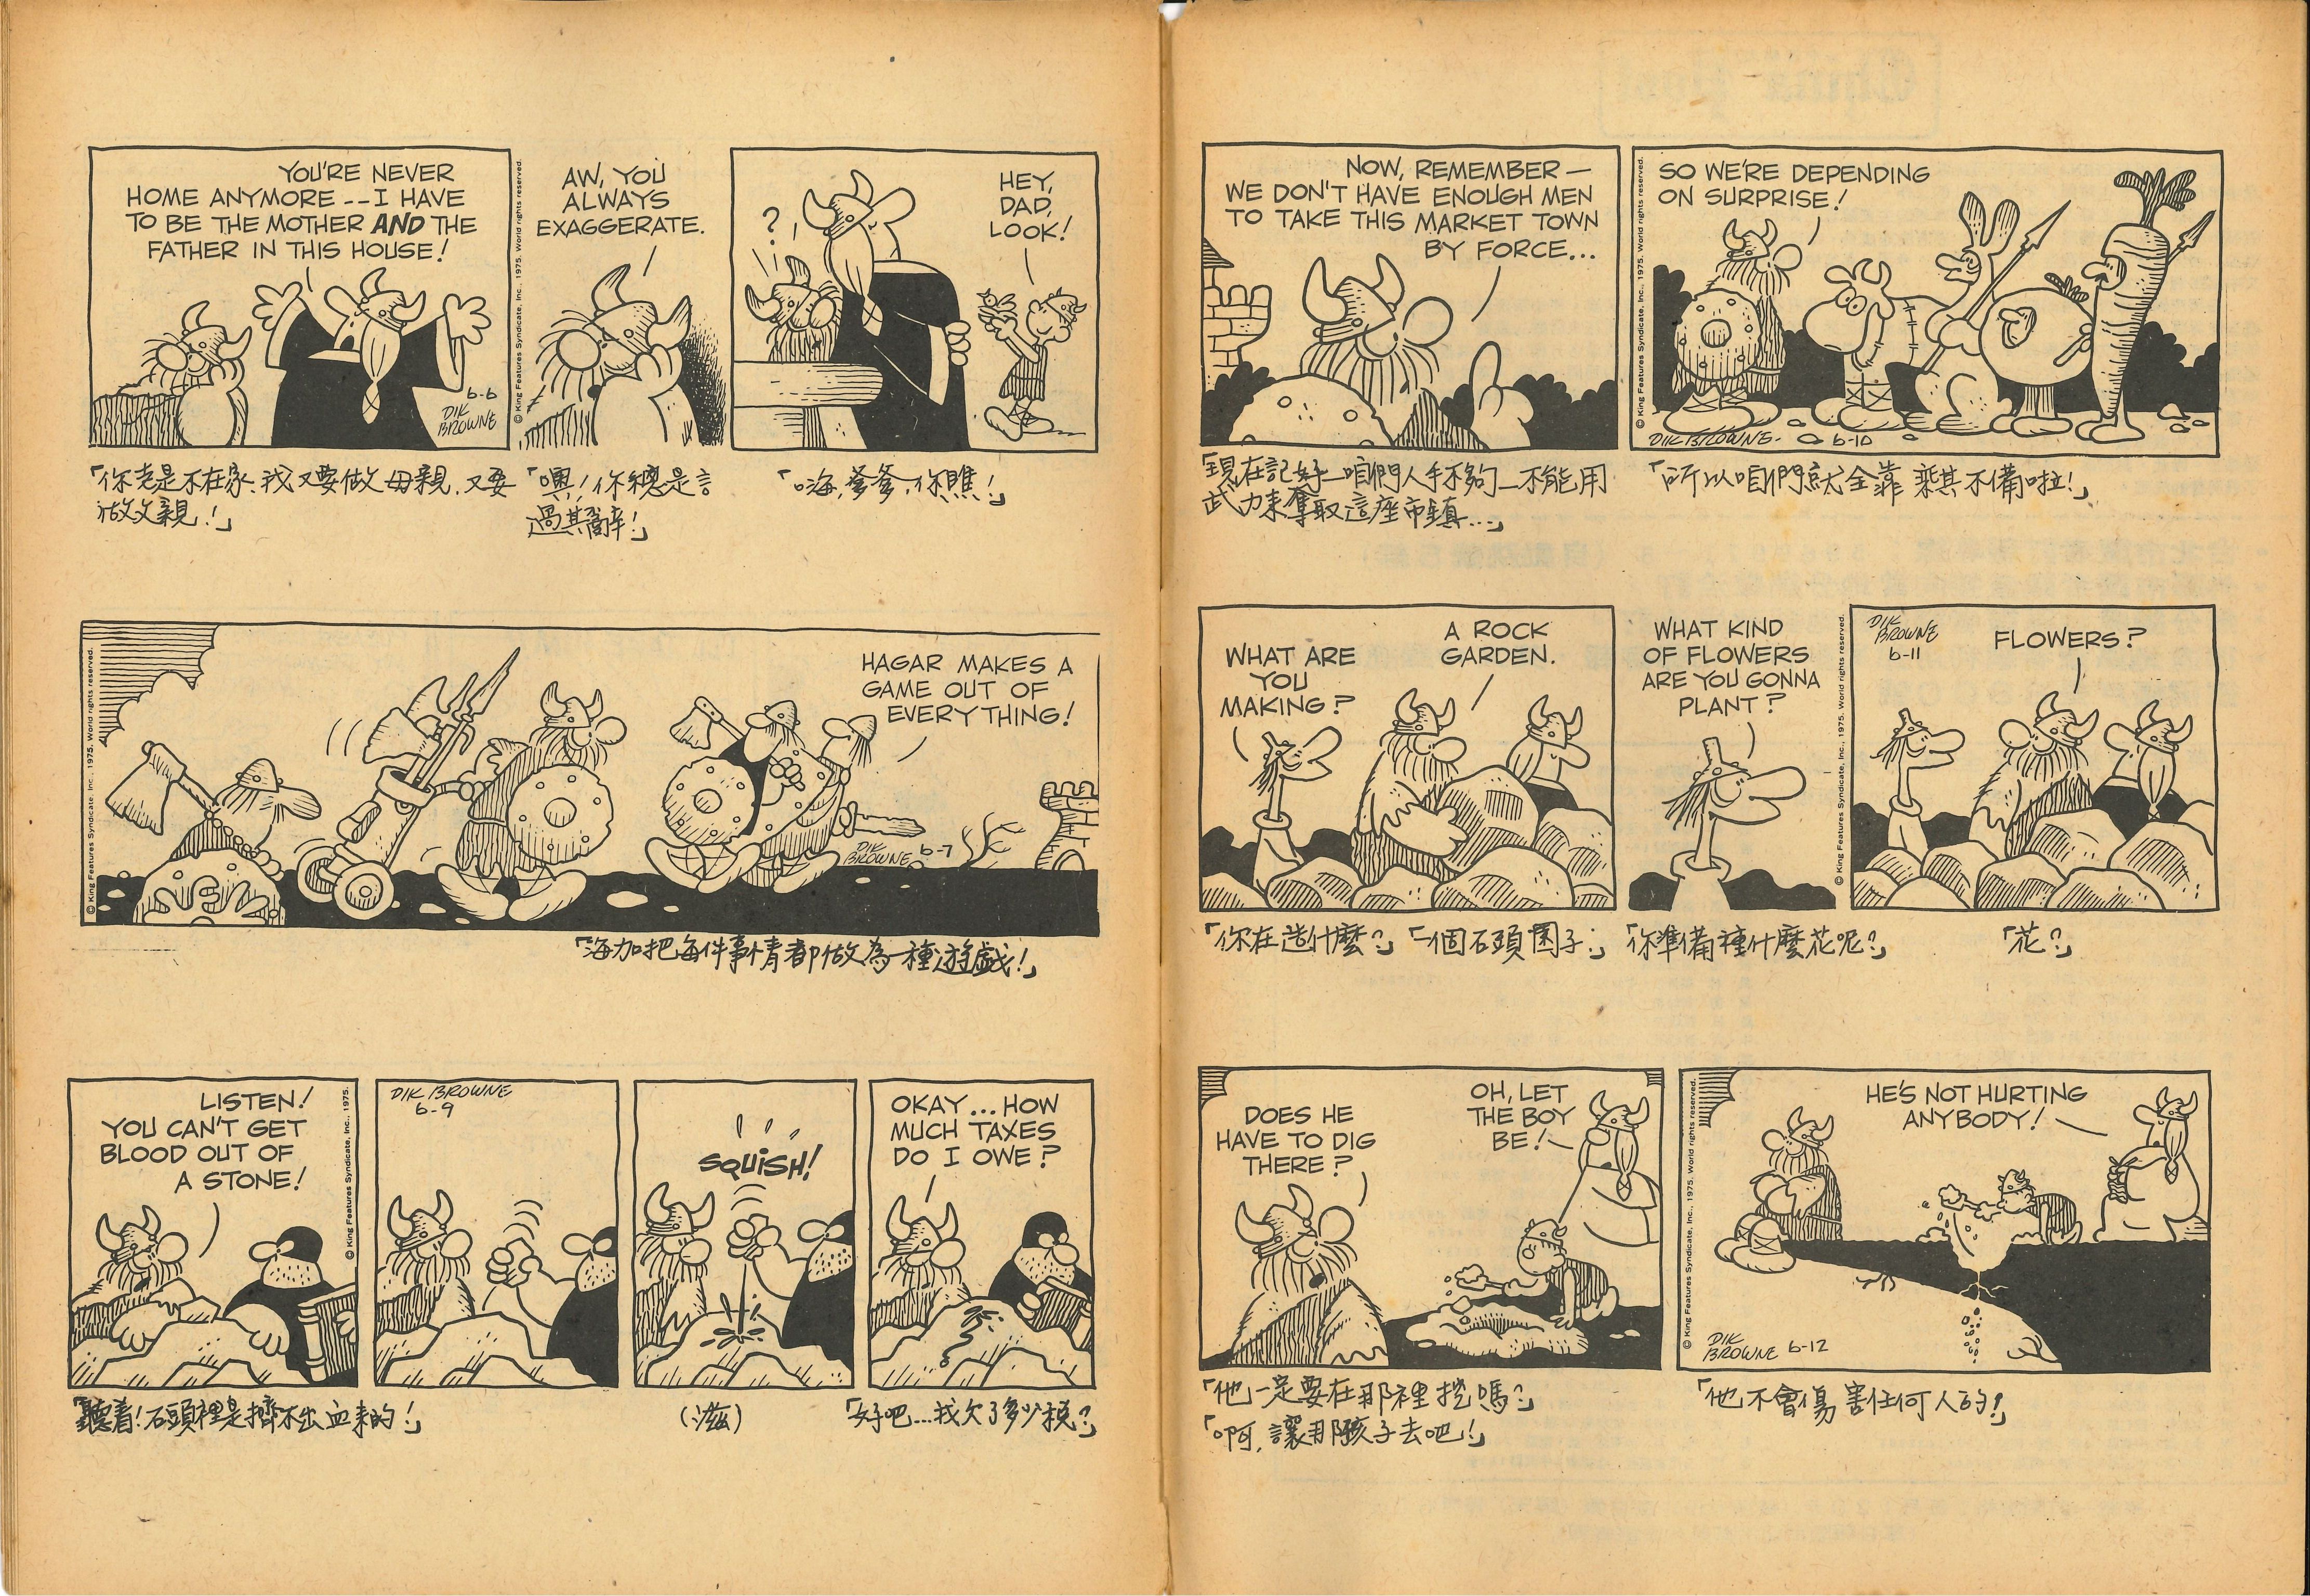 YOU'RE NEVER
HOME ANYMORE -- I HAVE
TO BE THE MOTHER AND THE
FATHER IN THIS HOUSE!
6-6
DIK
BROWNE
© King Features Syndicate, Inc., 1975. World rights reserved.
AW, YOU
ALWAYS
EXAGGERATE.
?
HEY,
DAD,
LOOK!
「你老是不在家、我又要做母親、又要
做父親!」
「噢!你總是言
過其辭!」
「嗨,爹爹,你瞧!」
© King Features Syndicate, Inc., 1975. World rights reserved.
HAGAR MAKES A
GAME OUT OF
EVERYTHING!
DIK
BROWNE 6-7
「海加把每件事情都做為一種遊戲!」
LISTEN!
YOU CAN'T GET
BLOOD OUT OF
A STONE!
© King Features Syndicate, Inc., 1975.
DIK BROWNE
6-9
SQUISH!
OKAY...HOW
MUCH TAXES
DO I OWE?
「聽着!石頭裡是擠不出血来的!」
(滋)
「好吧...我欠了多少税?」
NOW, REMEMBER —
WE DON'T HAVE ENOUGH MEN
TO TAKE THIS MARKET TOWN
BY FORCE...
© King Features Syndicate, Inc., 1975. World rights reserved.
SO WE'RE DEPENDING
ON SURPRISE!
DIK BROWNE- 6-10
「現在記好—咱們人手不夠—不能用
武力来奪取這座市鎮...」
「所以咱們就全靠乘其不備啦!」
WHAT ARE
YOU
MAKING?
A ROCK
GARDEN.
WHAT KIND
OF FLOWERS
ARE YOU GONNA
PLANT?
© King Features Syndicate, Inc., 1975. World rights reserved.
DIK
BROWNE
6-11
FLOWERS?
「你在造什麼?」「一個石頭園子;」
「你準備種什麼花呢?」
「花?」
DOES HE
HAVE TO DIG
THERE?
OH, LET
THE BOY
BE!
© King Features Syndicate, Inc., 1975. World rights reserved.
HE'S NOT HURTING
ANYBODY!
DIK
BROWNE 6-12
「他一定要在那裡挖嗎?」
「啊,讓那孩子去吧!」
「他不會傷害任何人的!」